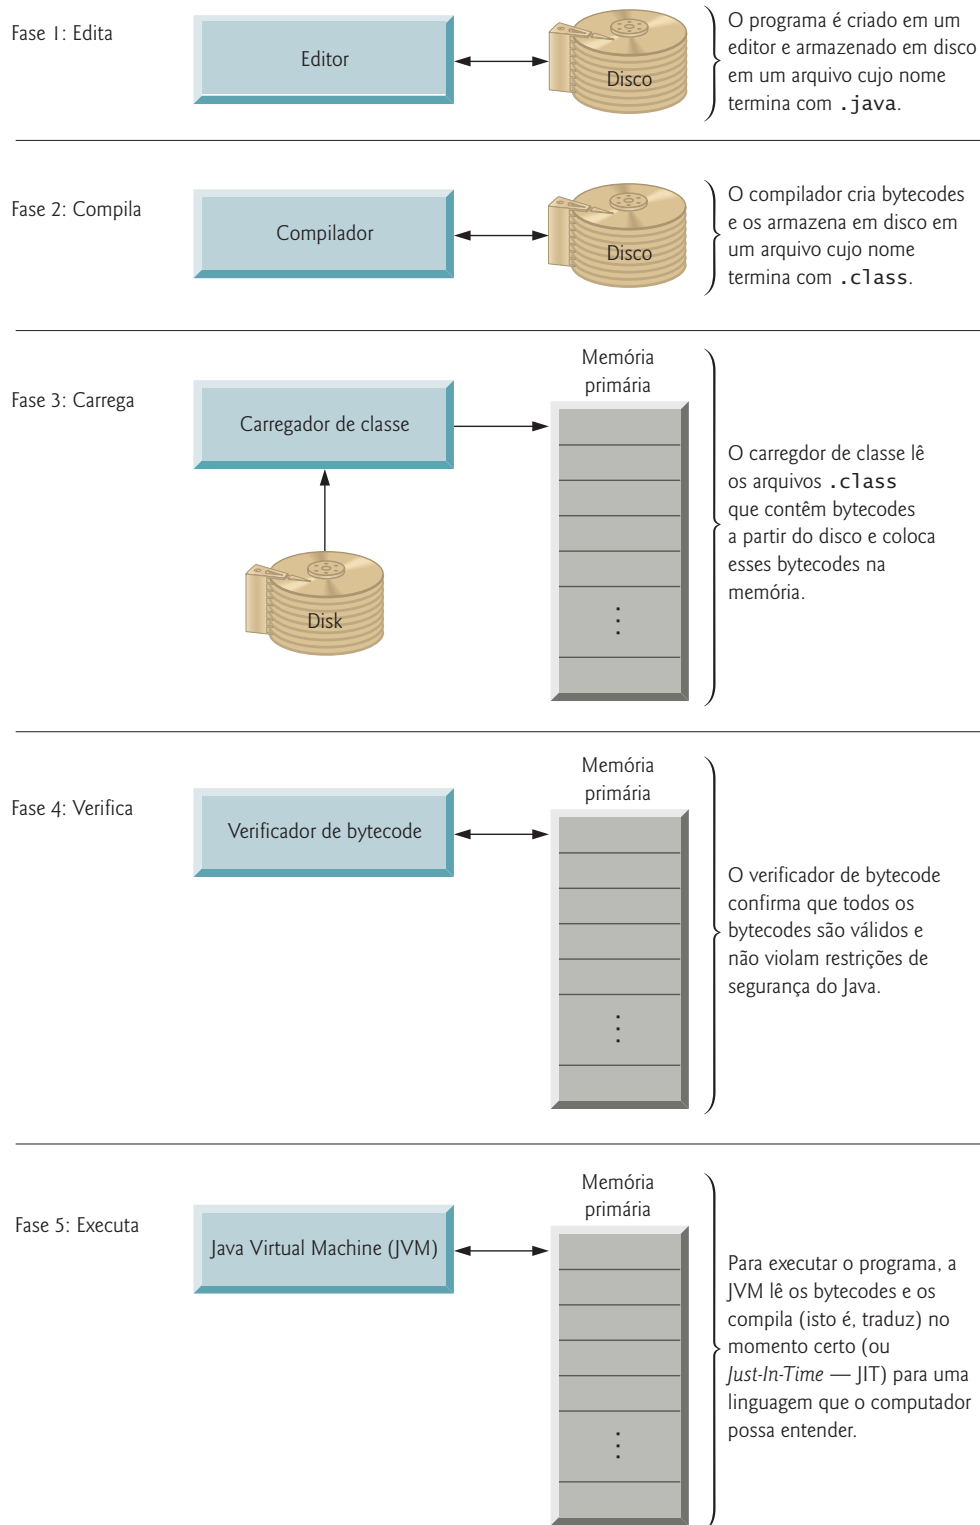 Fase 1: Edita
Editor
Disco
O programa é criado em um
editor e armazenado em disco
em um arquivo cujo nome
termina com .java.
Fase 2: Compila
Compilador
Disco
O compilador cria bytecodes
e os armazena em disco em
um arquivo cujo nome
termina com .class.
Fase 3: Carrega
Carregador de classe
Disk
Memória
primária
O carregdor de classe lê
os arquivos .class
que contêm bytecodes
a partir do disco e coloca
esses bytecodes na
memória.
Fase 4: Verifica
Verificador de bytecode
Memória
primária
O verificador de bytecode
confirma que todos os
bytecodes são válidos e
não violam restrições de
segurança do Java.
Fase 5: Executa
Java Virtual Machine (JVM)
Memória
primária
Para executar o programa, a
JVM lê os bytecodes e os
compila (isto é, traduz) no
momento certo (ou
Just-In-Time — JIT) para uma
linguagem que o computador
possa entender.